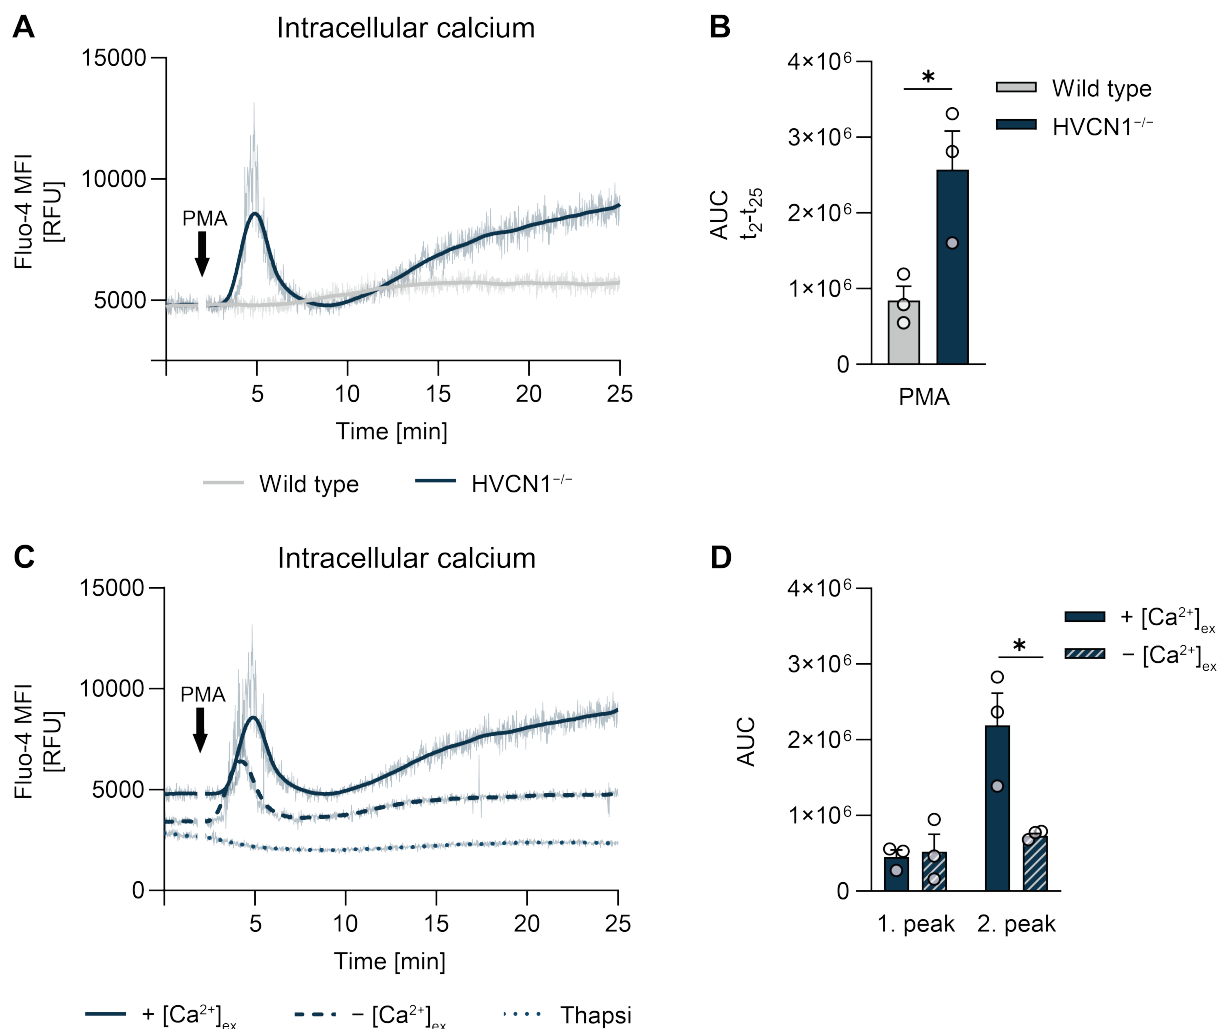 A
Intracellular calcium
15000
10000
5000
Fluo-4 MFI
[RFU]
PMA
5 10 15 20 25
Time [min]
Wild type HVCN1⁻/⁻
B
4×10⁶
3×10⁶
2×10⁶
1×10⁶
0
AUC
t₂-t₂₅
*
PMA
Wild type
HVCN1⁻/⁻
C
Intracellular calcium
15000
10000
5000
0
Fluo-4 MFI
[RFU]
PMA
5 10 15 20 25
Time [min]
+ [Ca²⁺]ₑₓ − [Ca²⁺]ₑₓ Thapsi
D
4×10⁶
3×10⁶
2×10⁶
1×10⁶
0
AUC
*
1. peak 2. peak
+ [Ca²⁺]ₑₓ
− [Ca²⁺]ₑₓ